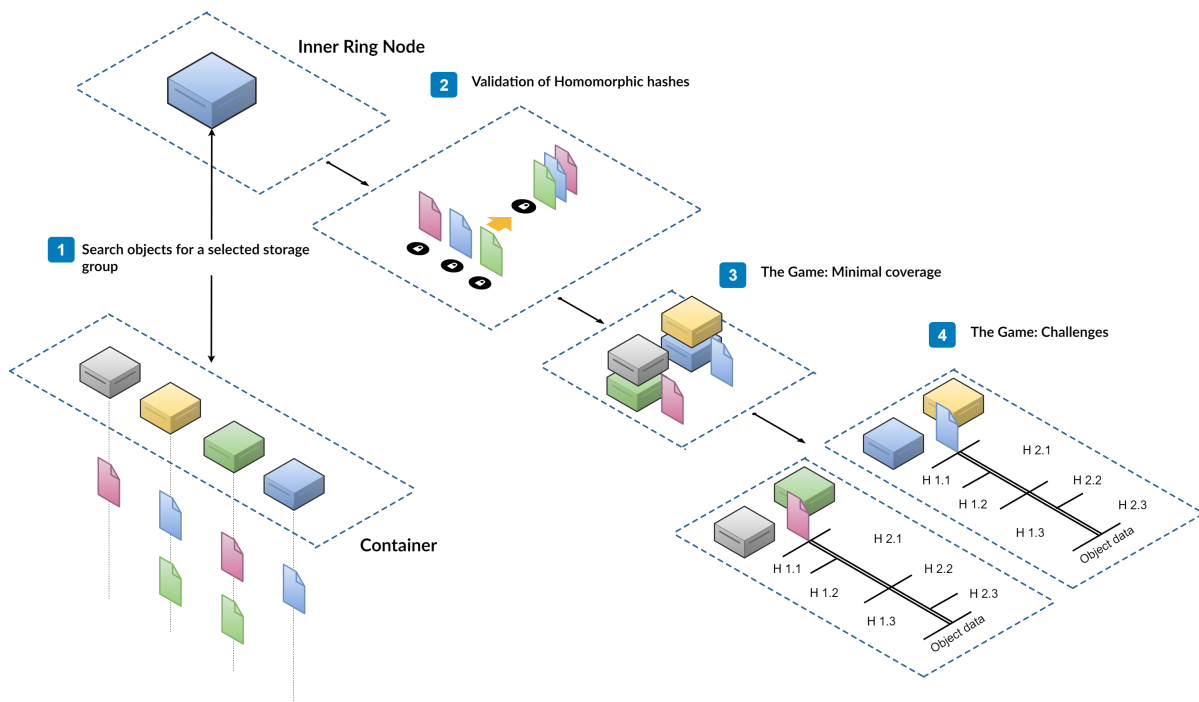 Inner Ring Node
2
Validation of Homomorphic hashes
1
Search objects for a selected storage
group
3
The Game: Minimal coverage
4
The Game: Challenges
Container
H 2.1
H 1.1
H 2.2
H 1.2
H 2.3
H 1.3
Object data
H 2.1
H 1.1
H 2.2
H 1.2
H 2.3
H 1.3
Object data